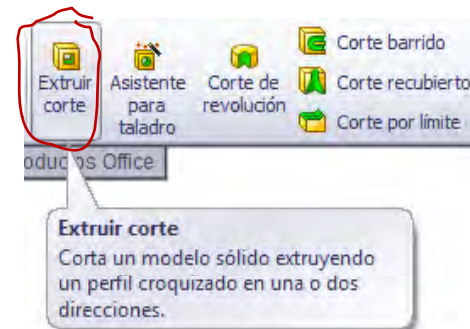 Extruir
corte
Asistente
para
taladro
Corte de
revolución
Corte barrido
Corte recubierto
Corte por límite
Office
Extruir corte
Corta un modelo sólido extruyendo
un perfil croquizado en una o dos
direcciones.